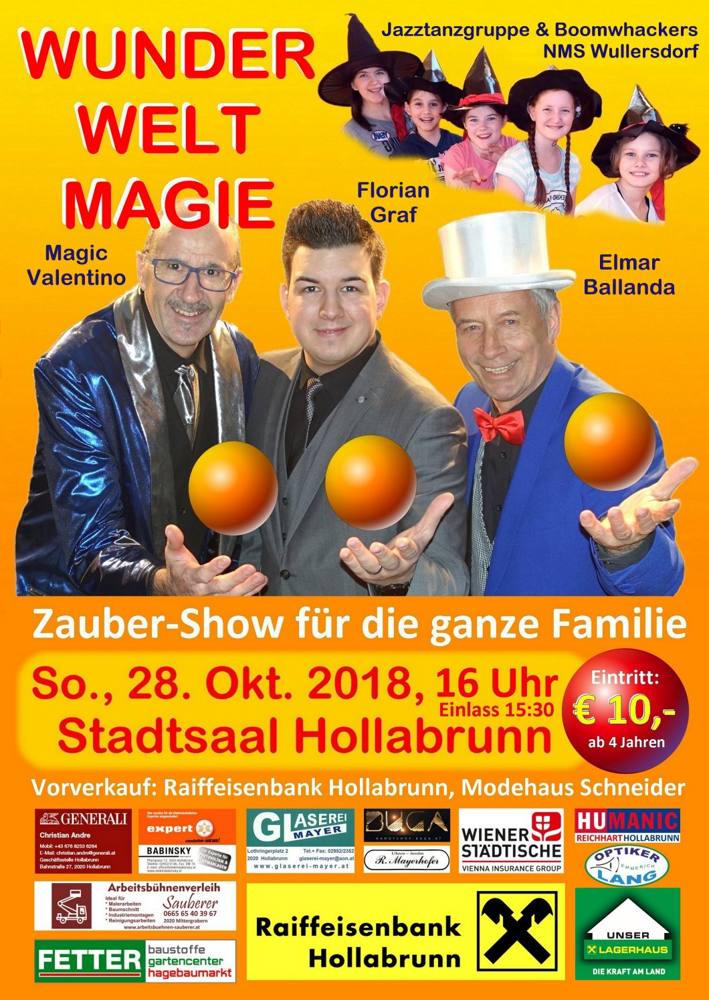 WUNDER
WELT
MAGIE
Jazztanzgruppe & Boomwhackers
NMS Wullersdorf
Florian
Graf
Magic
Valentino
Elmar
Ballanda
Zauber-Show für die ganze Familie
So., 28. Okt. 2018, 16 Uhr
Einlass 15:30
Stadtsaal Hollabrunn
Eintritt:
€ 10,-
ab 4 Jahren
Vorverkauf: Raiffeisenbank Hollabrunn, Modehaus Schneider
GENERALI
Christian Andre
Mobil: +43 676 8253 6284
E-Mail: christian.andre@generali.at
Geschäftsstelle Hollabrunn
Bahnstraße 27, 2020 Hollabrunn
Hier werden für die Elektroinstallation
Experten eingeschaltet!
expert
einschalten-und aus!
BABINSKY
Pfarrgasse 12, 2020 Hollabrunn
Telefon: 02952/2146, Fax: DW 76
E-mail: office@elektrobabinsky.at
www.elektrobabinsky.at
Ihr Experte für
PHOTOVOLTAIK &
ALARMANLAGEN
GLASEREI
MAYER
Lothringerplatz 2 Tel.+ Fax: 02952/2352
2020 Hollabrunn glaserei-mayer@aon.at
www.glaserei-mayer.at
BUGA
HANDYSHOP-BUGA.AT
Uhren - Juwelen
R. Mayerhofer
WIENER
STÄDTISCHE
VIENNA INSURANCE GROUP
HUMANIC
REICHHART HOLLABRUNN
OPTIKER
EMMERICH
LANG
Arbeitsbühnenverleih
Ideal für
* Malerarbeiten
* Baumschnitt
* Industriemontagen
* Reinigungsarbeiten
Sauberer
0665 65 40 39 67
2020 Mittergrabern
www.arbeitsbuehnen-sauberer.at
FETTER
baustoffe
gartencenter
hagebaumarkt
Raiffeisenbank
Hollabrunn
UNSER
LAGERHAUS
DIE KRAFT AM LAND